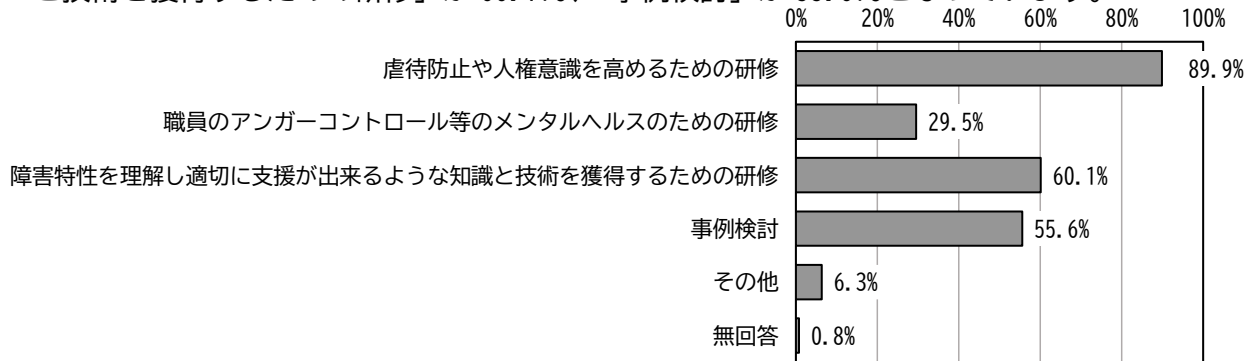 0% 20% 40% 60% 80% 100%
虐待防止や人権意識を高めるための研修 89.9%
職員のアンガーコントロール等のメンタルヘルスのための研修 29.5%
障害特性を理解し適切に支援が出来るような知識と技術を獲得するための研修 60.1%
事例検討 55.6%
その他 6.3%
無回答 0.8%